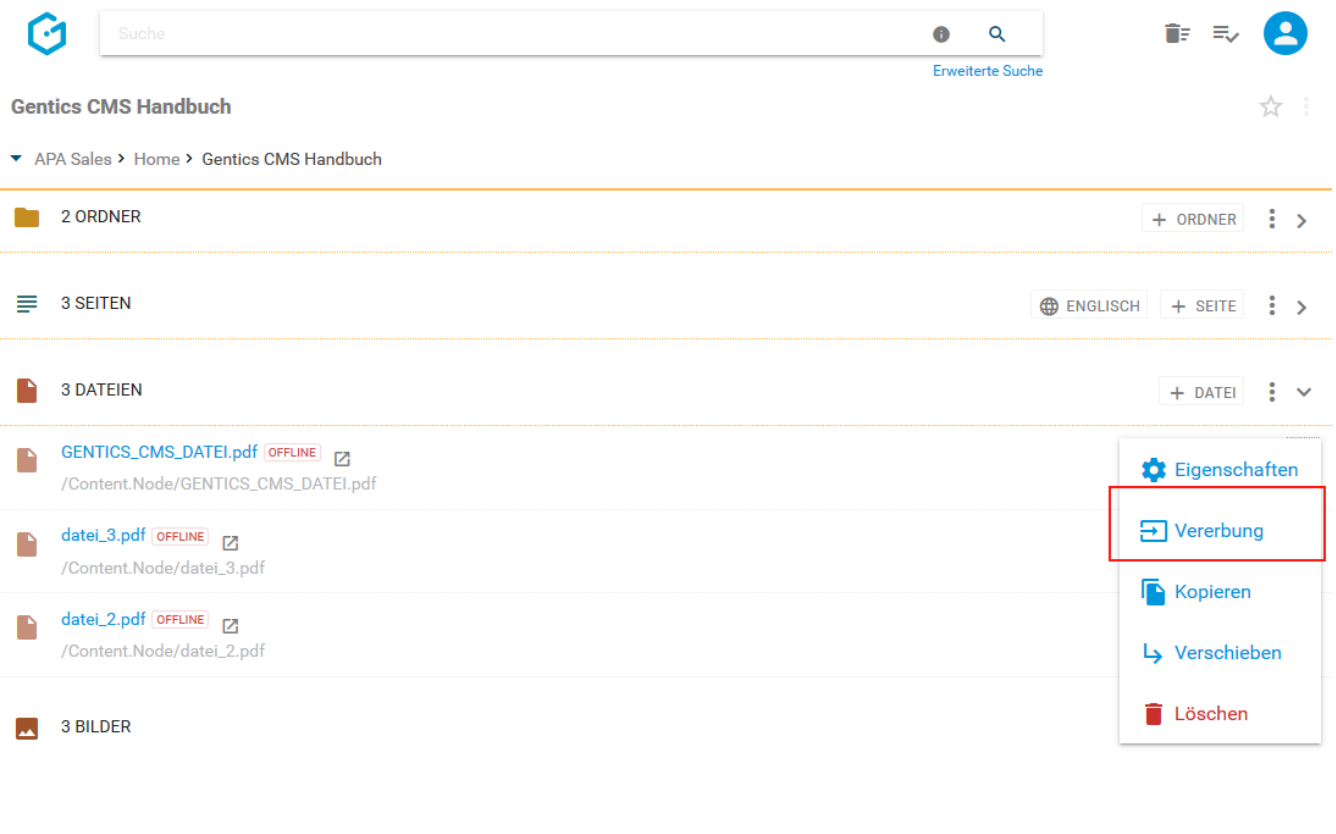 Suche
Erweiterte Suche
Gentics CMS Handbuch
APA Sales > Home > Gentics CMS Handbuch
2 ORDNER
+ ORDNER
3 SEITEN
ENGLISCH
+ SEITE
3 DATEIEN
+ DATEI
GENTICS_CMS_DATEI.pdf OFFLINE
/Content.Node/GENTICS_CMS_DATEI.pdf
datei_3.pdf OFFLINE
/Content.Node/datei_3.pdf
datei_2.pdf OFFLINE
/Content.Node/datei_2.pdf
3 BILDER
Eigenschaften
Vererbung
Kopieren
Verschieben
Löschen